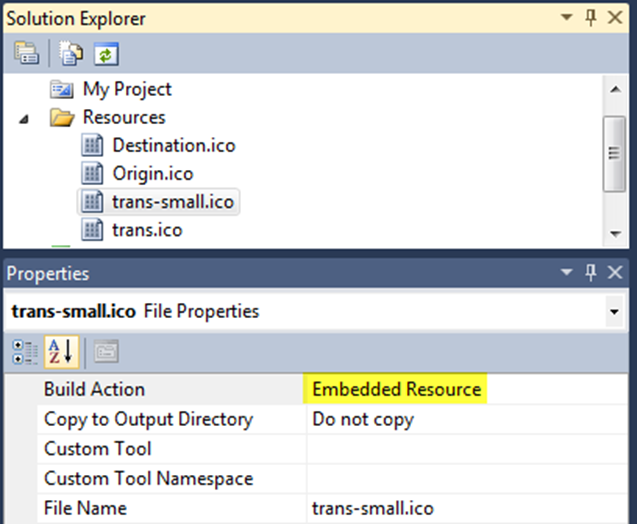 Solution Explorer
My Project
Resources
Destination.ico
Origin.ico
trans-small.ico
trans.ico
Properties
trans-small.ico File Properties
A
Z
Build Action Embedded Resource
Copy to Output Directory Do not copy
Custom Tool
Custom Tool Namespace
File Name trans-small.ico